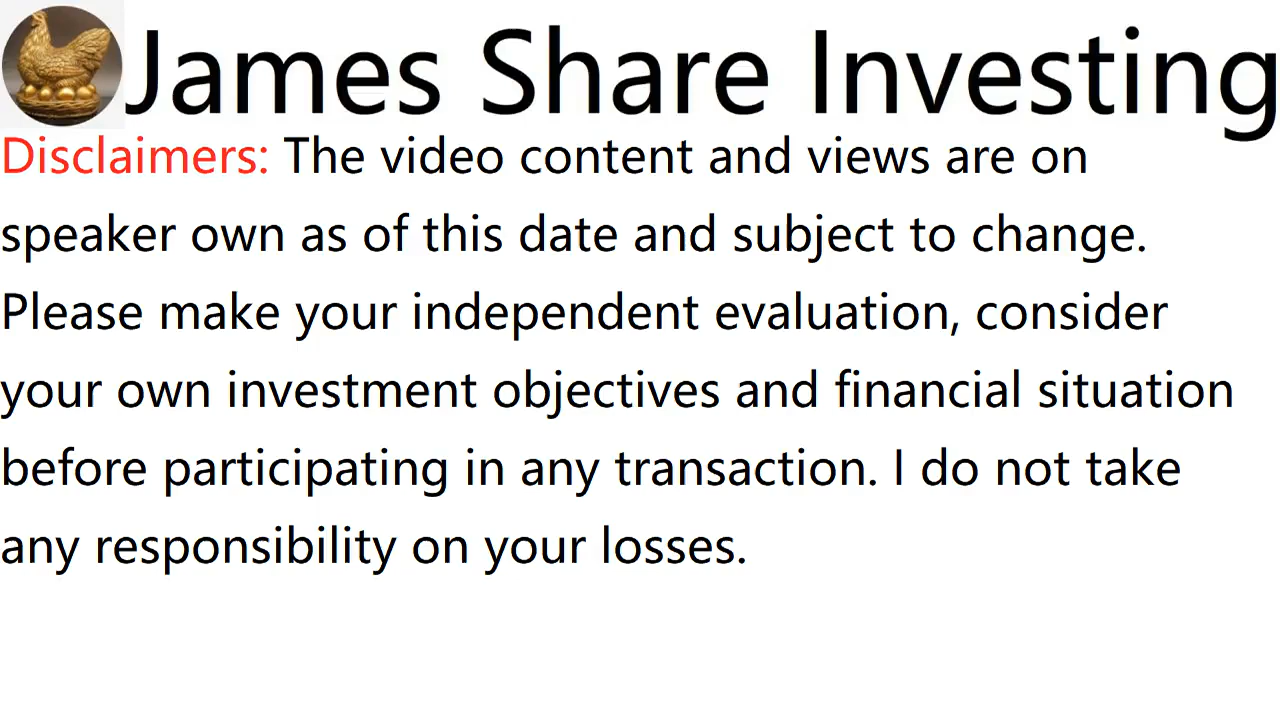 James Share Investing
Disclaimers: The video content and views are on
speaker own as of this date and subject to change.
Please make your independent evaluation, consider
your own investment objectives and financial situation
before participating in any transaction. I do not take
any responsibility on your losses.